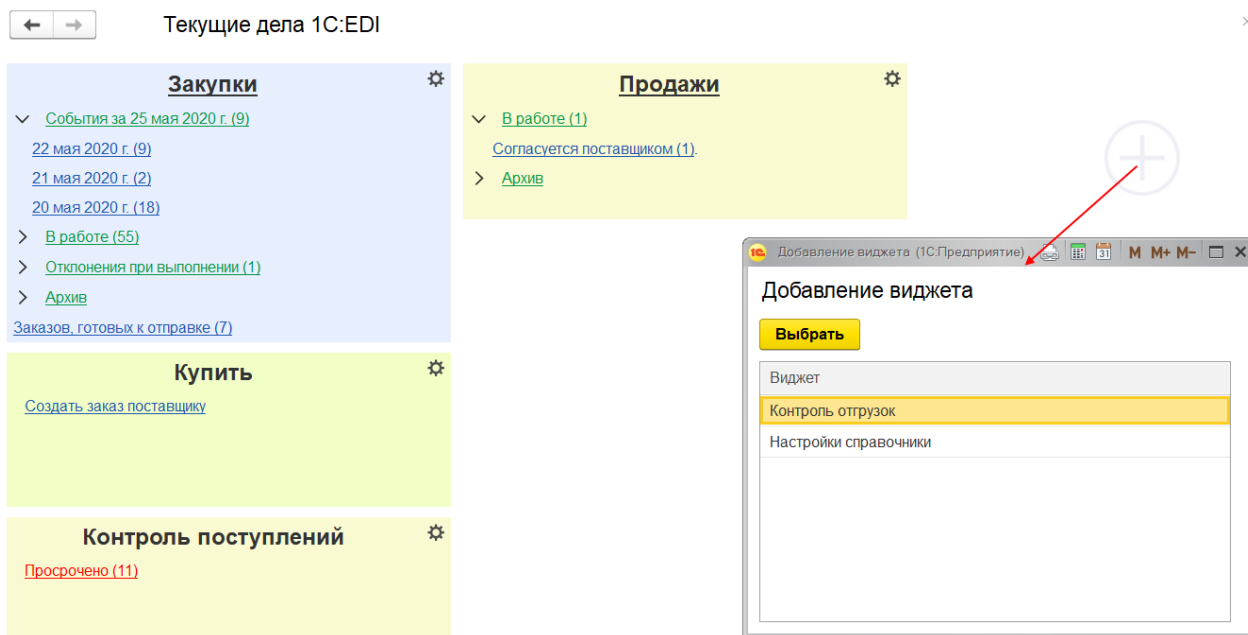 Текущие дела 1С:EDI
Закупки
События за 25 мая 2020 г. (9)
22 мая 2020 г. (9)
21 мая 2020 г. (2)
20 мая 2020 г. (18)
В работе (55)
Отклонения при выполнении (1)
Архив
Заказов, готовых к отправке (7)
Купить
Создать заказ поставщику
Контроль поступлений
Просрочено (11)
Продажи
В работе (1)
Согласуется поставщиком (1).
Архив
1С Добавление виджета (1С:Предприятие) 31 M M+ M−
Добавление виджета
Выбрать
Виджет
Контроль отгрузок
Настройки справочники